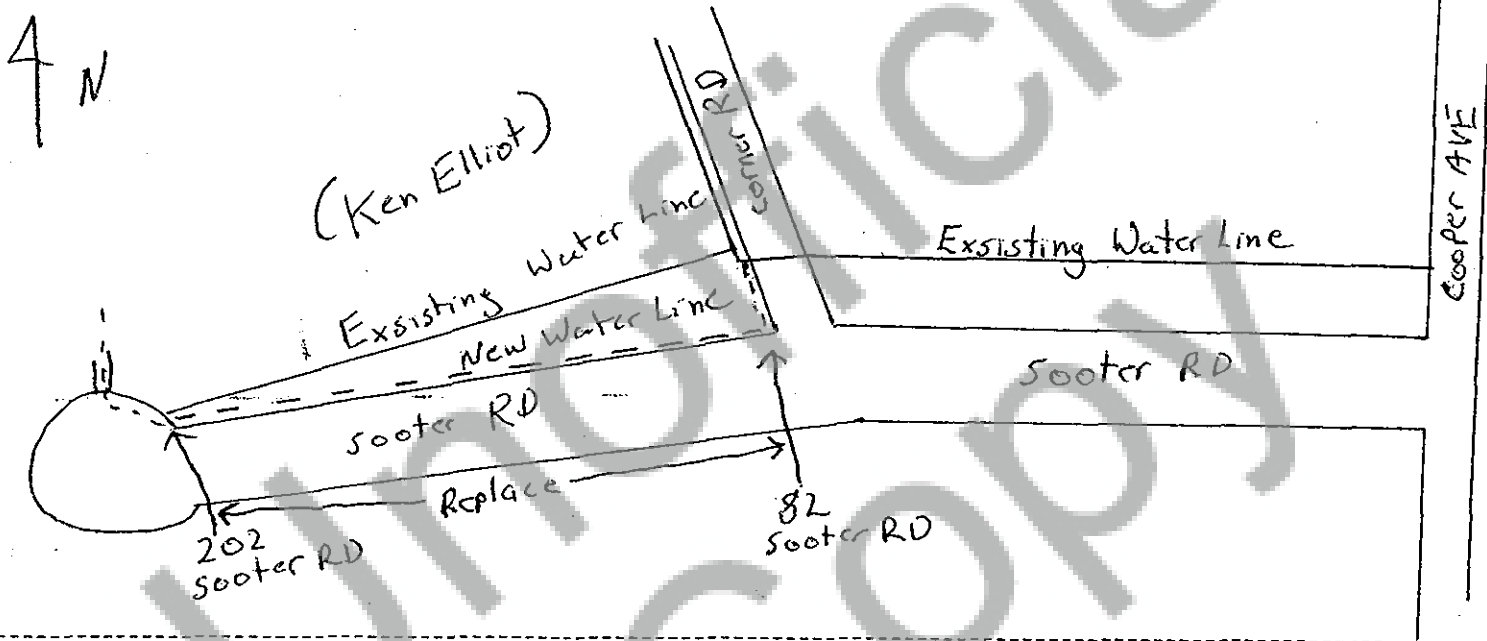 N
(Ken Elliot)
Corner RD
Cooper AVE
Exsisting Water Line
Exsisting Water Line
New Water Line
Sooter RD
Sooter RD
Replace
202
Sooter RD
82
Sooter RD
Unofficial
Copy